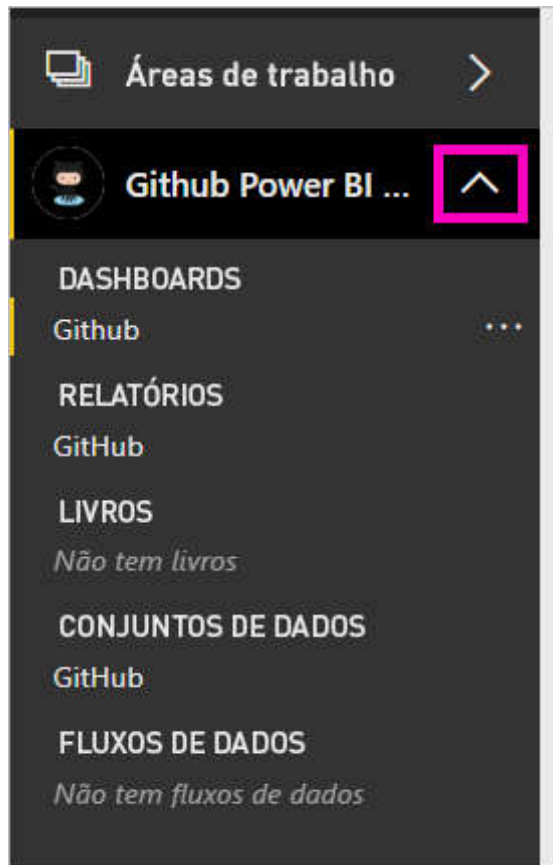 Áreas de trabalho
Github Power BI ...
DASHBOARDS
Github
RELATÓRIOS
GitHub
LIVROS
Não tem livros
CONJUNTOS DE DADOS
GitHub
FLUXOS DE DADOS
Não tem fluxos de dados